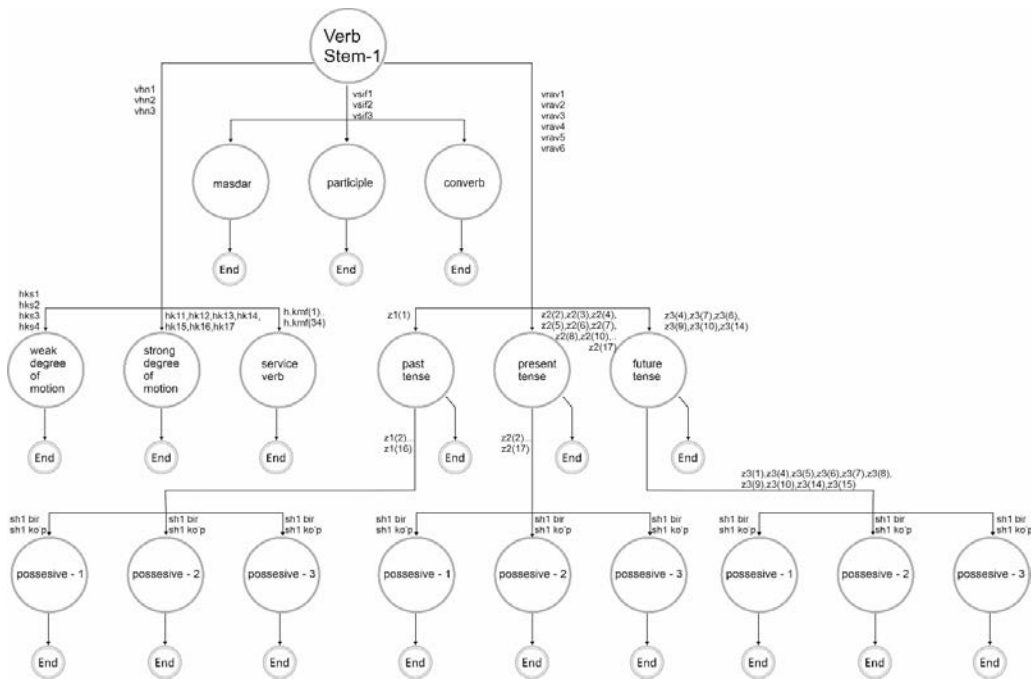 Verb
Stem-1
vhn1
vhn2
vhn3
vsif1
vsif2
vsif3
vrav1
vrav2
vrav3
vrav4
vrav5
vrav6
masdar
participle
converb
End
End
End
hks1
hks2
hks3
hks4
hk11,hk12,hk13,hk14,
hk15,hk16,hk17
h.kmf(1)..
h.kmf(34)
z1(1)
z2(2),z2(3),z2(4),
z2(5),z2(6),z2(7),
z2(8),z2(10),..
z2(17)
z3(4),z3(7),z3(6),
z3(9),z3(10),z3(14)
weak
degree
of
motion
strong
degree
of
motion
service
verb
past
tense
present
tense
future
tense
End
End
End
End
End
End
z1(2)...
z1(16)
z2(2)...
z2(17)
z3(1),z3(4),z3(5),z3(6),z3(7),z3(8),
z3(9),z3(10),z3(14),z3(15)
sh1 bir
sh1 ko'p
sh1 bir
sh1 ko'p
sh1 bir
sh1 ko'p
sh1 bir
sh1 ko'p
sh1 bir
sh1 ko'p
sh1 bir
sh1 ko'p
sh1 bir
sh1 ko'p
sh1 bir
sh1 ko'p
sh1 bir
sh1 ko'p
possesive - 1
possesive - 2
possesive - 3
possesive - 1
possesive - 2
possesive - 3
possesive - 1
possesive - 2
possesive - 3
End
End
End
End
End
End
End
End
End